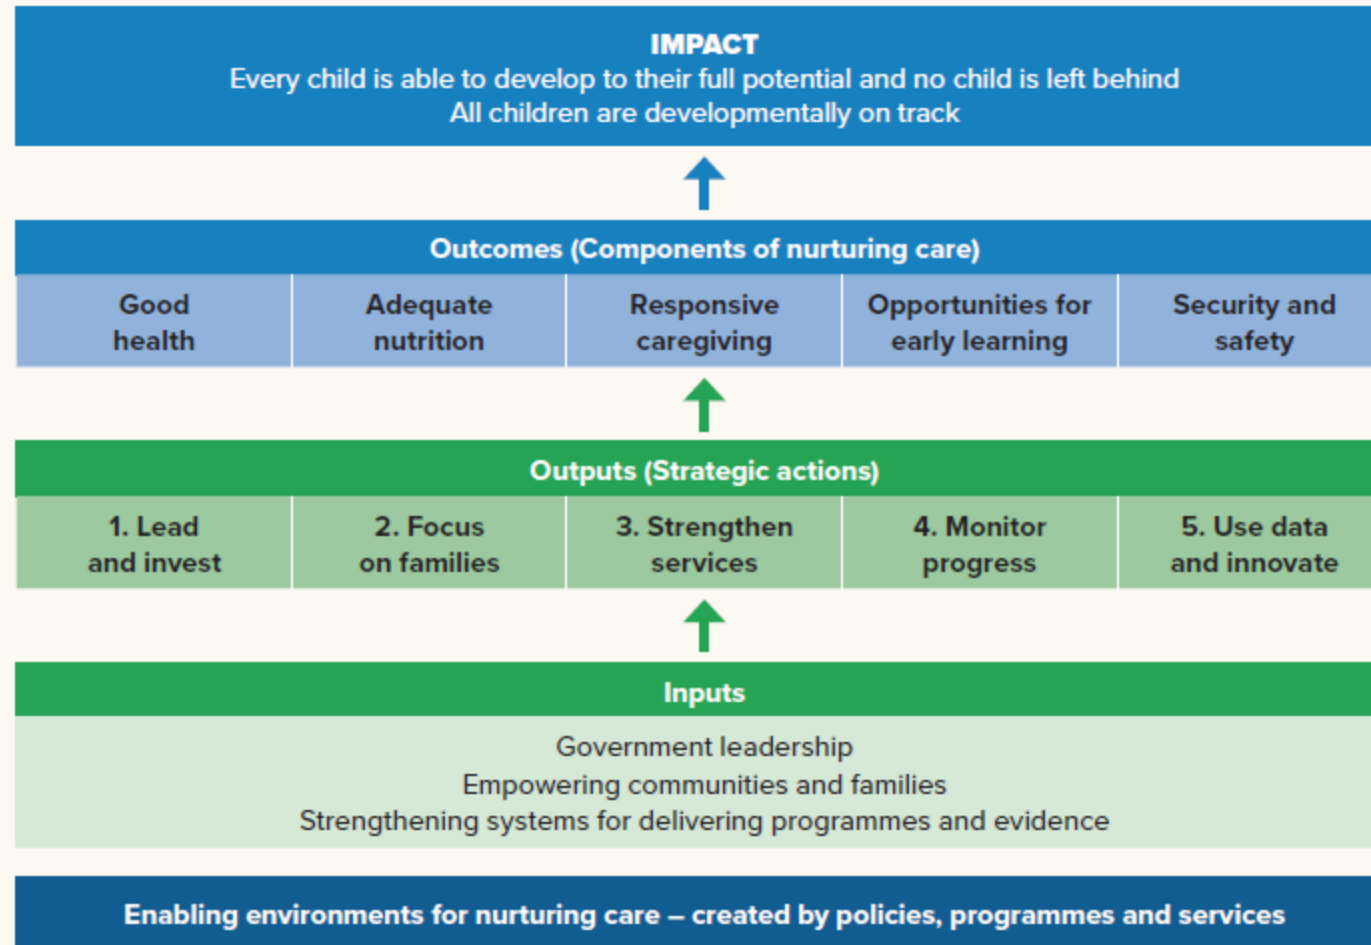 IMPACT
Every child is able to develop to their full potential and no child is left behind
All children are developmentally on track
Outcomes (Components of nurturing care)
Good
health
Adequate
nutrition
Responsive
caregiving
Opportunities for
early learning
Security and
safety
Outputs (Strategic actions)
1. Lead
and invest
2. Focus
on families
3. Strengthen
services
4. Monitor
progress
5. Use data
and innovate
Inputs
Government leadership
Empowering communities and families
Strengthening systems for delivering programmes and evidence
Enabling environments for nurturing care – created by policies, programmes and services